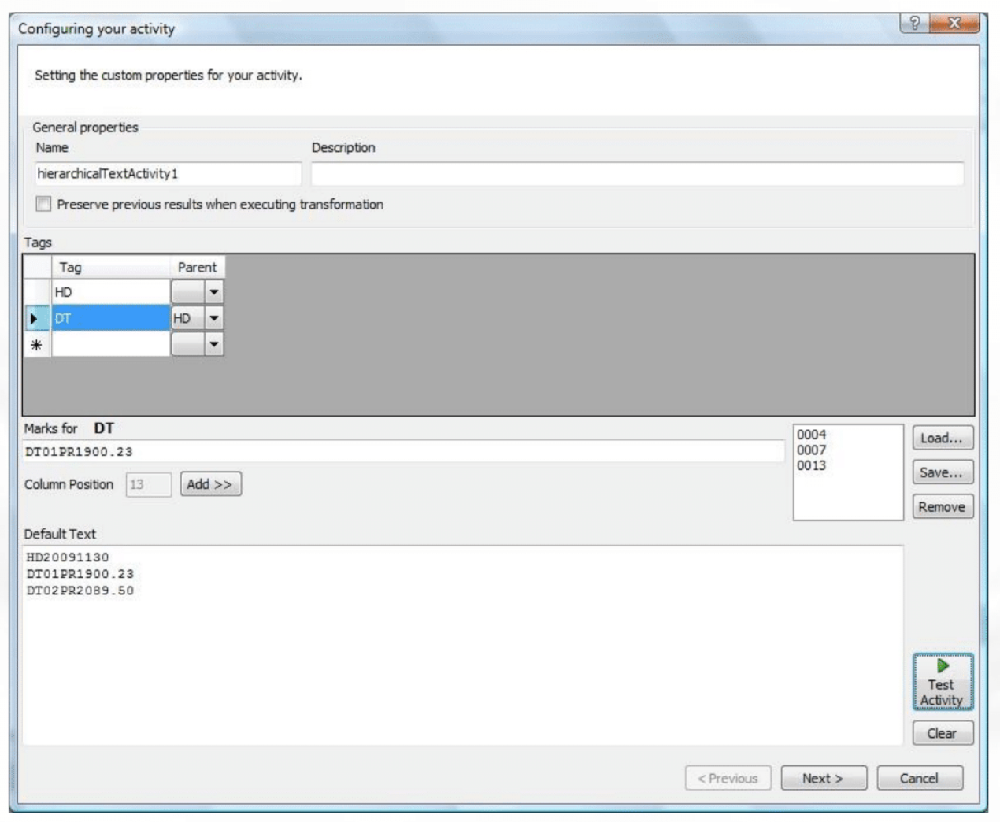 Configuring your activity
Setting the custom properties for your activity.
General properties
Name Description
hierarchicalTextActivity1
Preserve previous results when executing transformation
Tags
Tag Parent
HD
DT HD
Marks for DT
DT01PR1900.23
0004
0007
0013
Load...
Save...
Remove
Column Position 13 Add >>
Default Text
HD20091130
DT01PR1900.23
DT02PR2089.50
Test
Activity
Clear
< Previous Next > Cancel